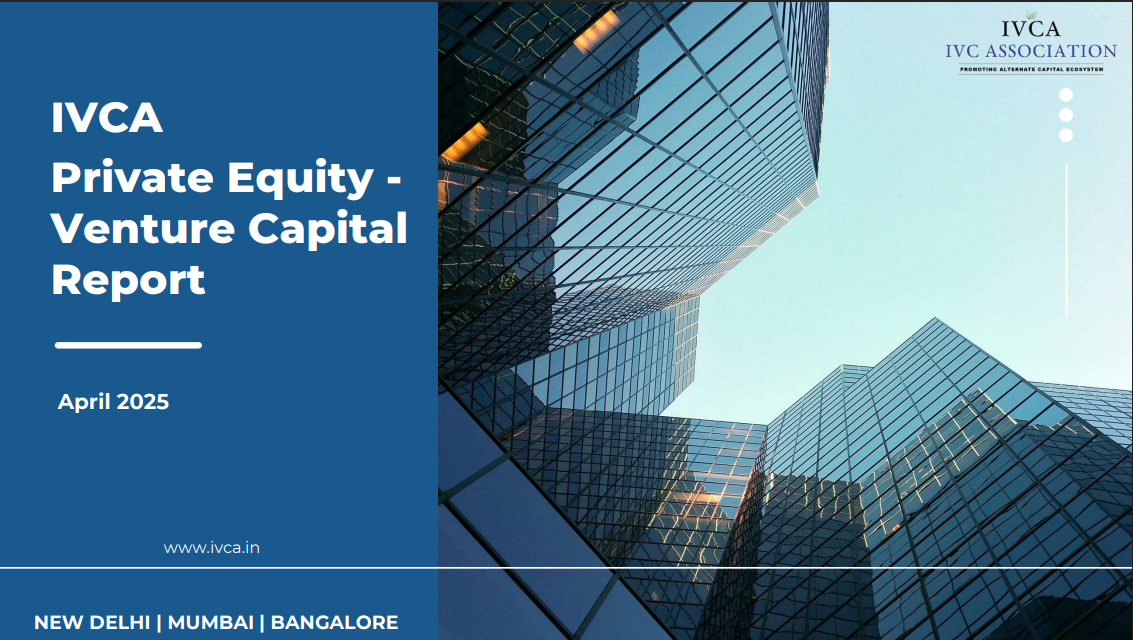 IVCA
Private Equity -
Venture Capital
Report
April 2025
www.ivca.in
NEW DELHI | MUMBAI | BANGALORE
IVCA
IVC ASSOCIATION
PROMOTING ALTERNATE CAPITAL ECOSYSTEM